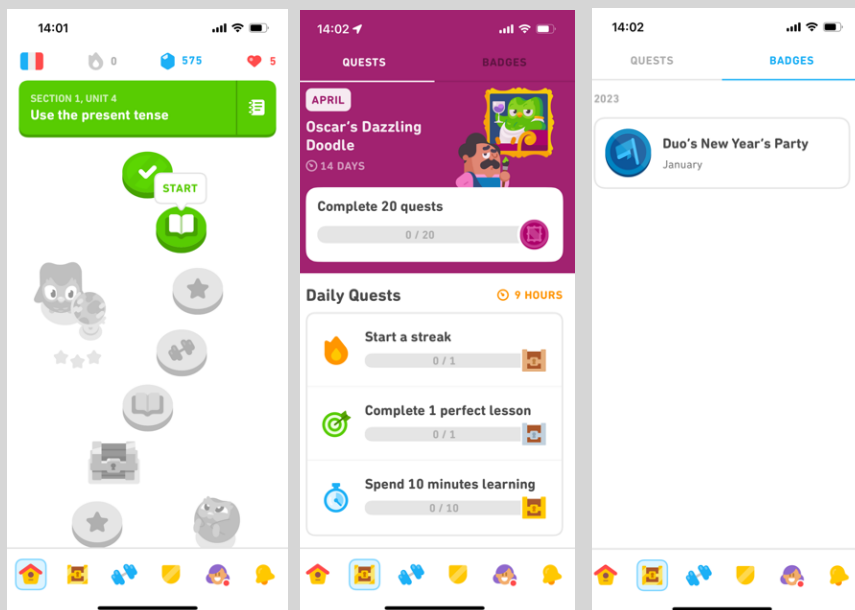 14:01
0
575
5
SECTION 1, UNIT 4
Use the present tense
START
14:02
QUESTS
BADGES
APRIL
Oscar's Dazzling
Doodle
14 DAYS
Complete 20 quests
0 / 20
Daily Quests
9 HOURS
Start a streak
0 / 1
Complete 1 perfect lesson
0 / 1
Spend 10 minutes learning
0 / 10
14:02
QUESTS
BADGES
2023
Duo's New Year's Party
January